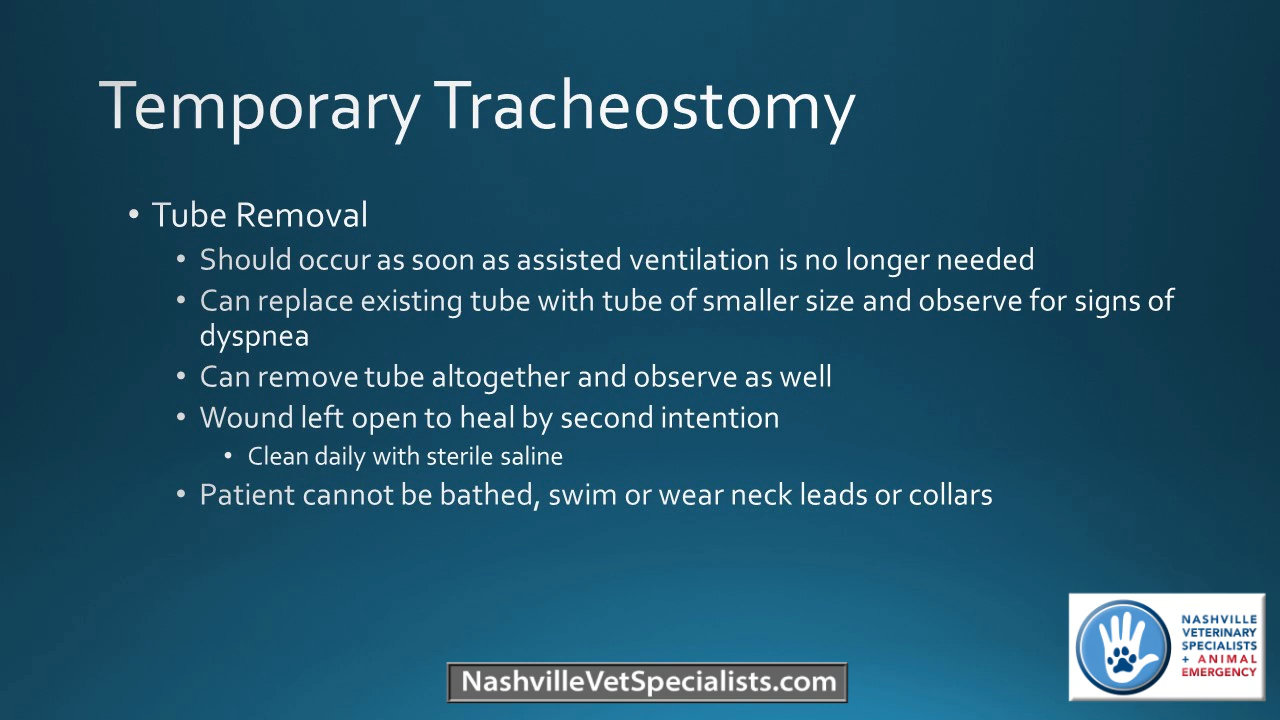 Temporary Tracheostomy
• Tube Removal
• Should occur as soon as assisted ventilation is no longer needed
• Can replace existing tube with tube of smaller size and observe for signs of
dyspnea
• Can remove tube altogether and observe as well
• Wound left open to heal by second intention
• Clean daily with sterile saline
• Patient cannot be bathed, swim or wear neck leads or collars
NASHVILLE
VETERINARY
SPECIALISTS
+ ANIMAL
EMERGENCY
NashvilleVetSpecialists.com